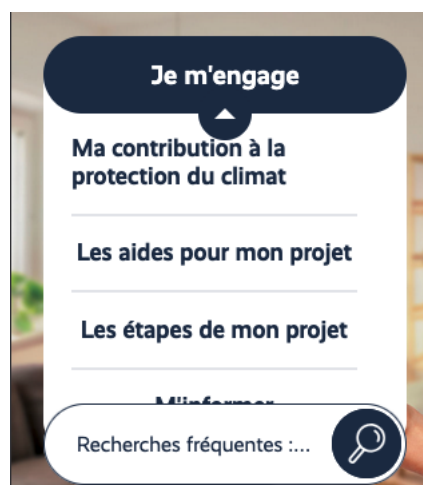 Je m'engage
Ma contribution à la
protection du climat
Les aides pour mon projet
Les étapes de mon projet
M'informer
Recherches fréquentes :...